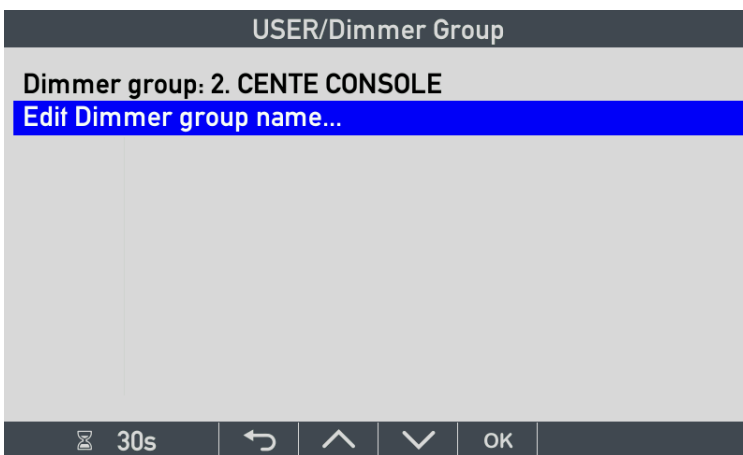 USER/Dimmer Group
Dimmer group: 2. CENTE CONSOLE
Edit Dimmer group name...
30s
OK